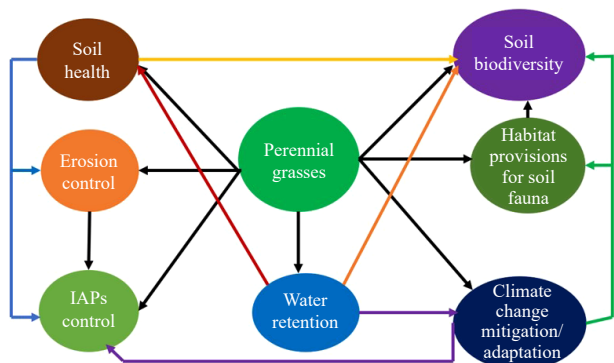 Soil
health
Soil
biodiversity
Erosion
control
Perennial
grasses
Habitat
provisions
for soil
fauna
IAPs
control
Water
retention
Climate
change
mitigation/
adaptation